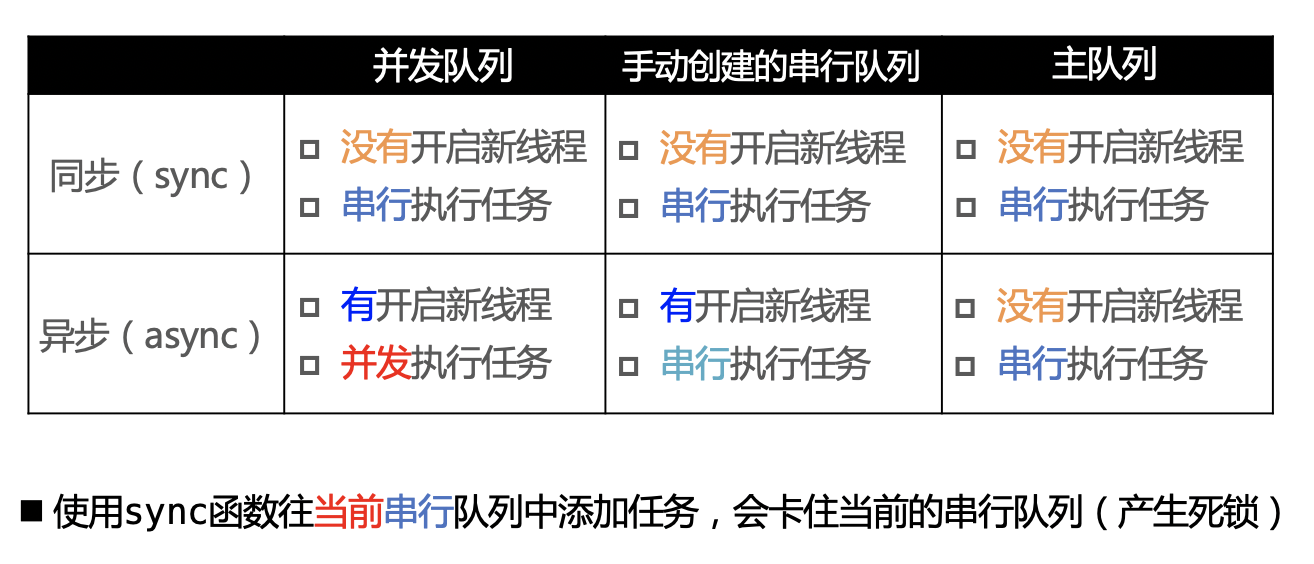 并发队列 手动创建的串行队列 主队列
同步（sync）
没有开启新线程
串行执行任务
没有开启新线程
串行执行任务
没有开启新线程
串行执行任务
异步（async）
有开启新线程
并发执行任务
有开启新线程
串行执行任务
没有开启新线程
串行执行任务
使用sync函数往当前串行队列中添加任务，会卡住当前的串行队列（产生死锁）